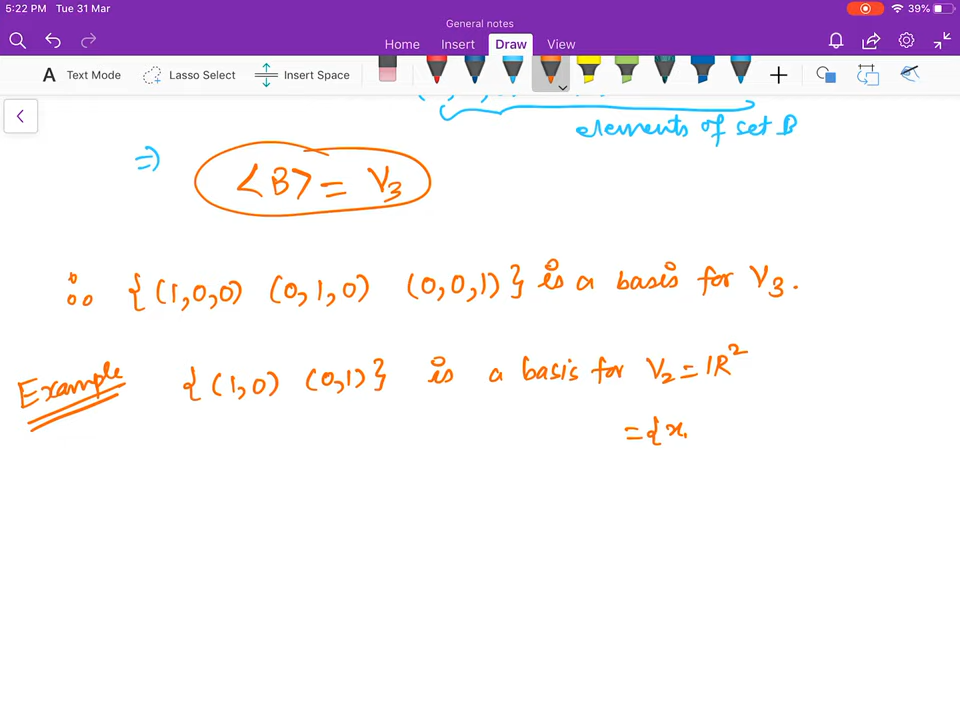 5:22 PM Tue 31 Mar
39%
General notes
Home Insert Draw View
A Text Mode Lasso Select Insert Space
elements of set B
⇒ <B> = V₃
∴ {(1,0,0) (0,1,0) (0,0,1)} is a basis for V₃.
Example {(1,0) (0,1)} is a basis for V₂ = IR²
= {x,